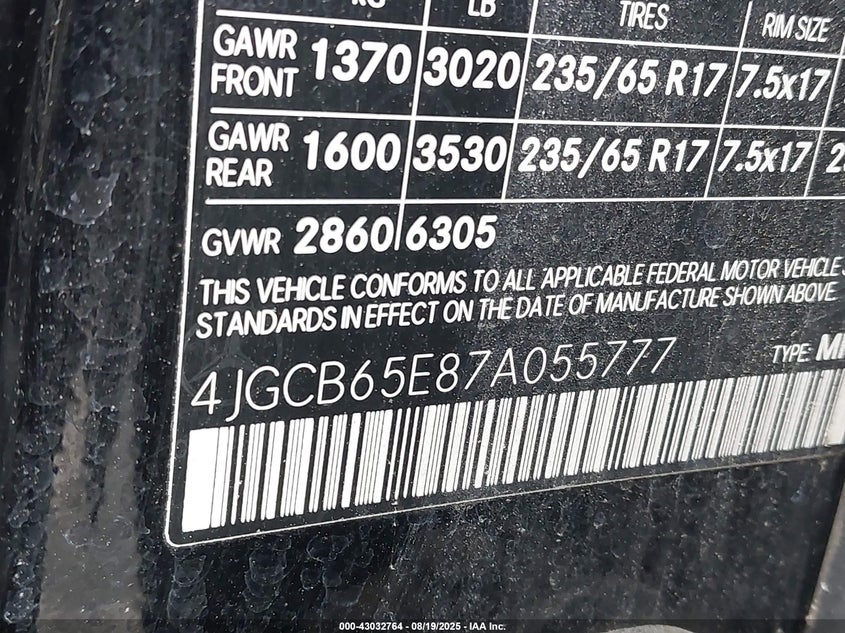 LB TIRES RIM SIZE
GAWR FRONT 1370 3020 235/65 R17 7.5x17
GAWR REAR 1600 3530 235/65 R17 7.5x17
GVWR 2860 6305
THIS VEHICLE CONFORMS TO ALL APPLICABLE FEDERAL MOTOR VEHICLE
STANDARDS IN EFFECT ON THE DATE OF MANUFACTURE SHOWN ABOVE.
4JGCB65E87A055777 TYPE:
000-43032764 - 08/19/2025 - IAA Inc.